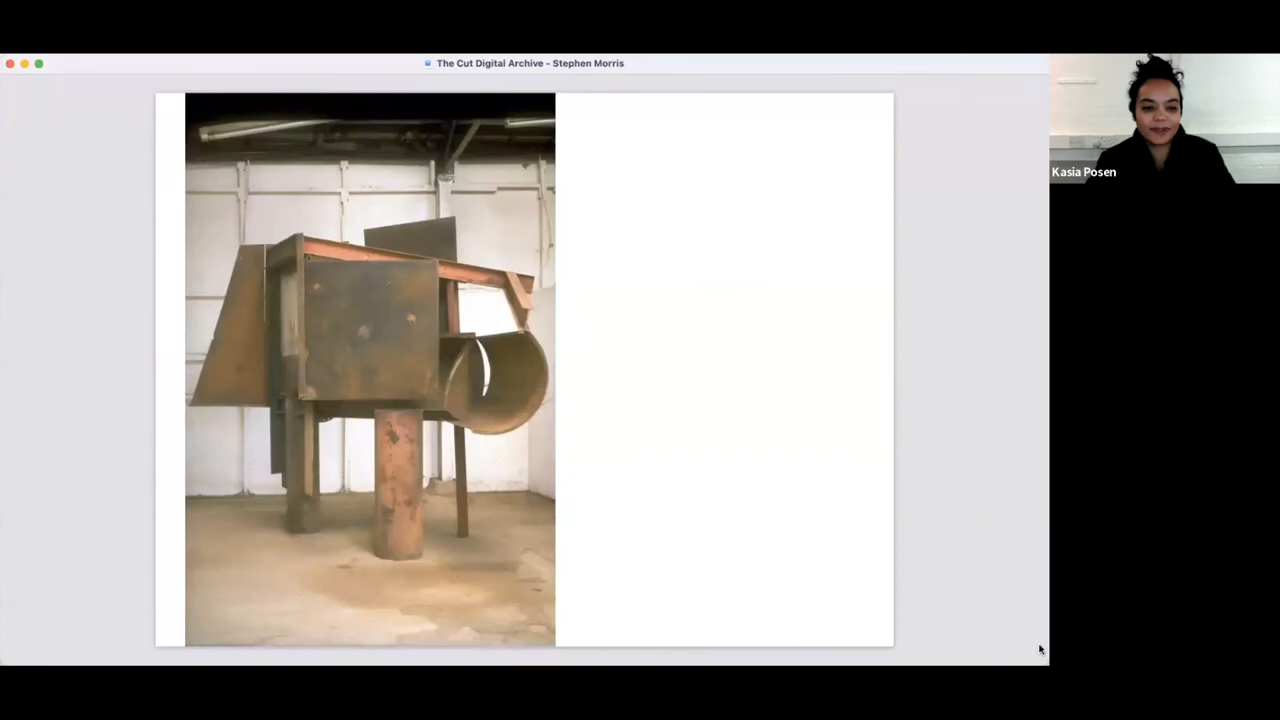 The Cut Digital Archive - Stephen Morris
Kasia Posen